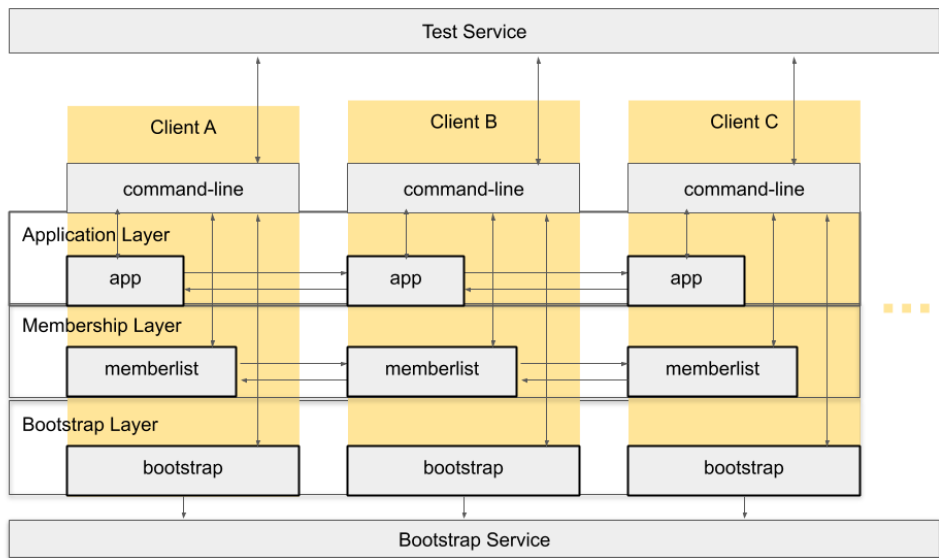 Test Service
Client A
Client B
Client C
command-line
command-line
command-line
Application Layer
app
app
app
Membership Layer
memberlist
memberlist
memberlist
Bootstrap Layer
bootstrap
bootstrap
bootstrap
Bootstrap Service